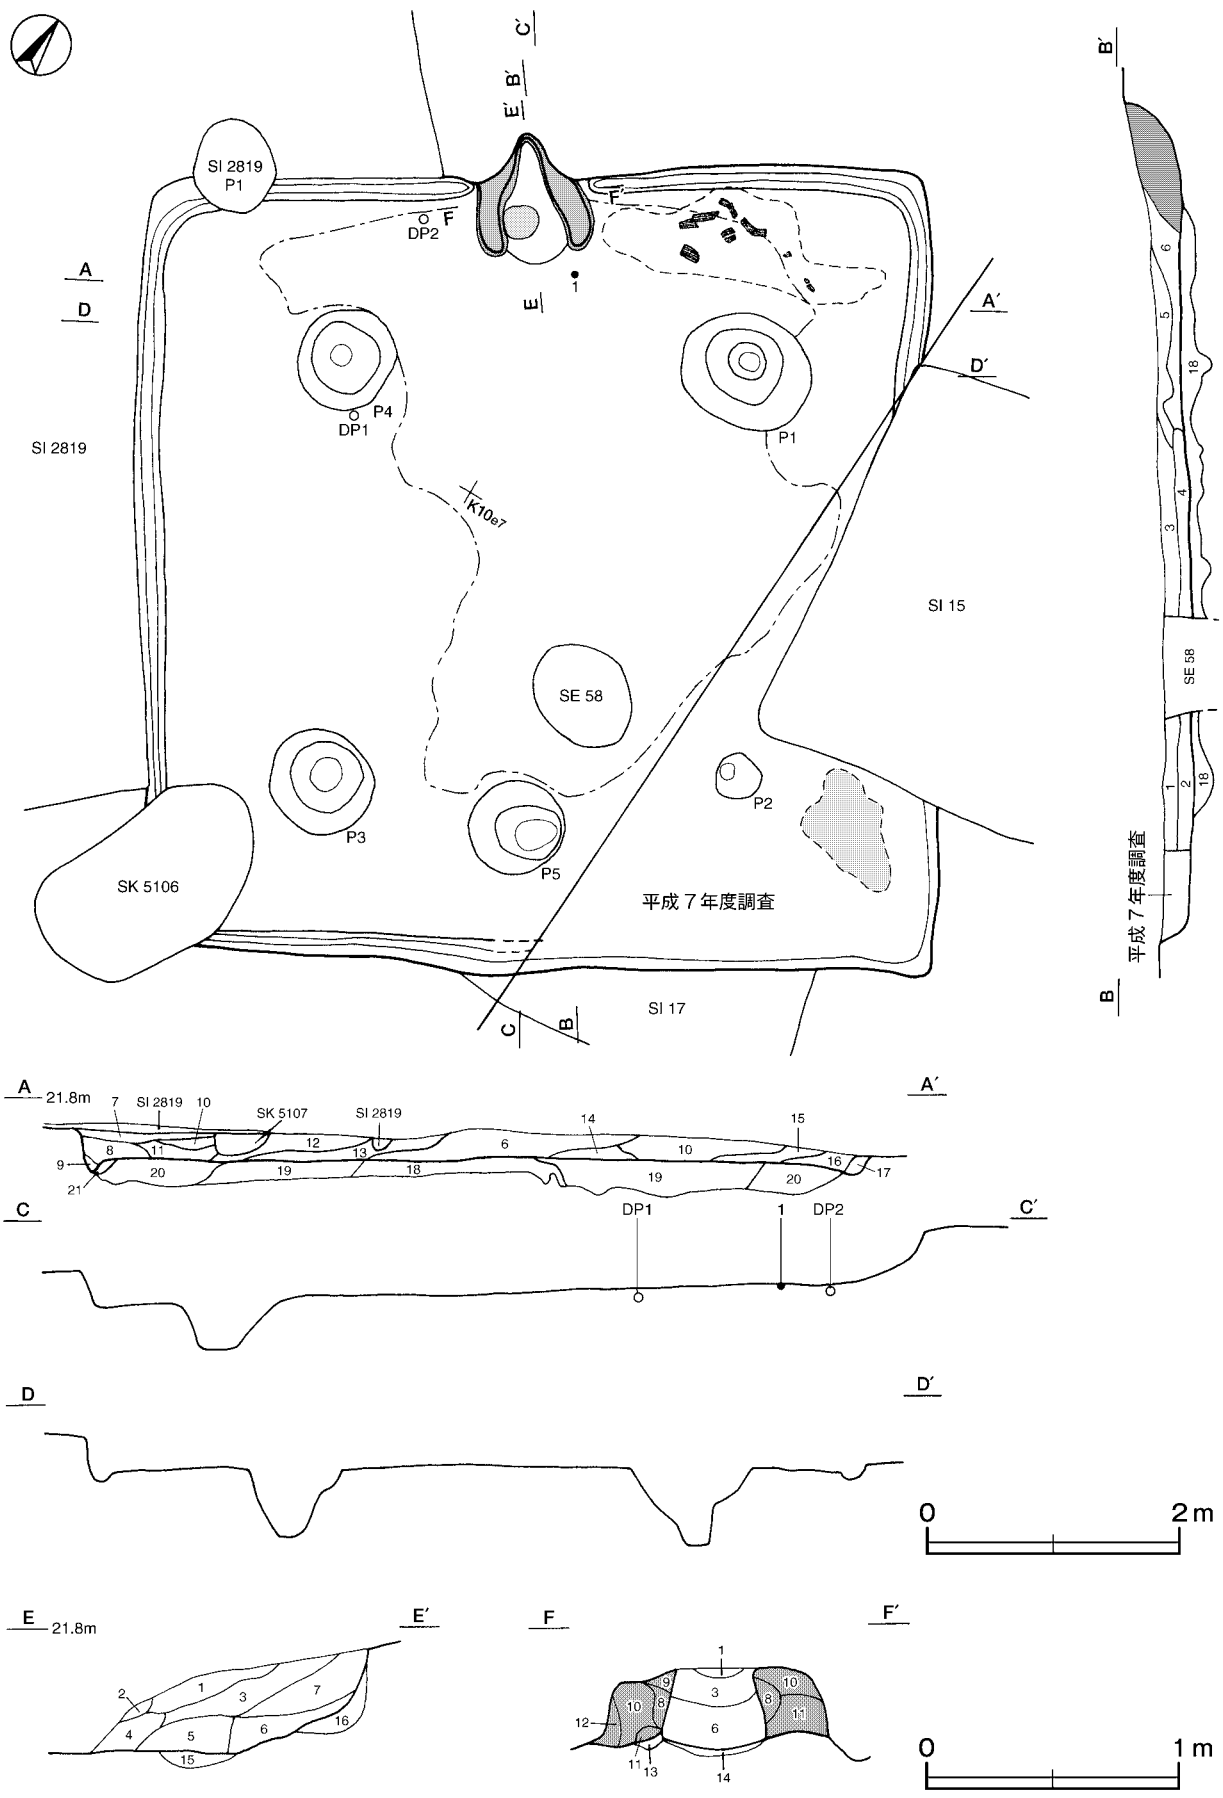 C′
B′
E′
SI 2819
P1
F
F′
DP2
1
E
A
D
A′
D′
P4
DP1
P1
SI 2819
K10e7
SI 15
SE 58
P2
P3
P5
SK 5106
平成7年度調査
SI 17
C
B
B′
6
5
18
4
3
SE 58
1
2
18
平成7年度調査
B
A
21.8m
A′
7
SI 2819
10
SK 5107
SI 2819
14
15
8
11
12
13
6
10
16
17
9
21
20
19
18
19
20
C
DP1
1
DP2
C′
D
D′
0
2m
E
21.8m
E′
F
F′
1
2
3
7
4
5
6
16
15
1
9
3
10
10
8
8
12
6
11
11
13
14
0
1m